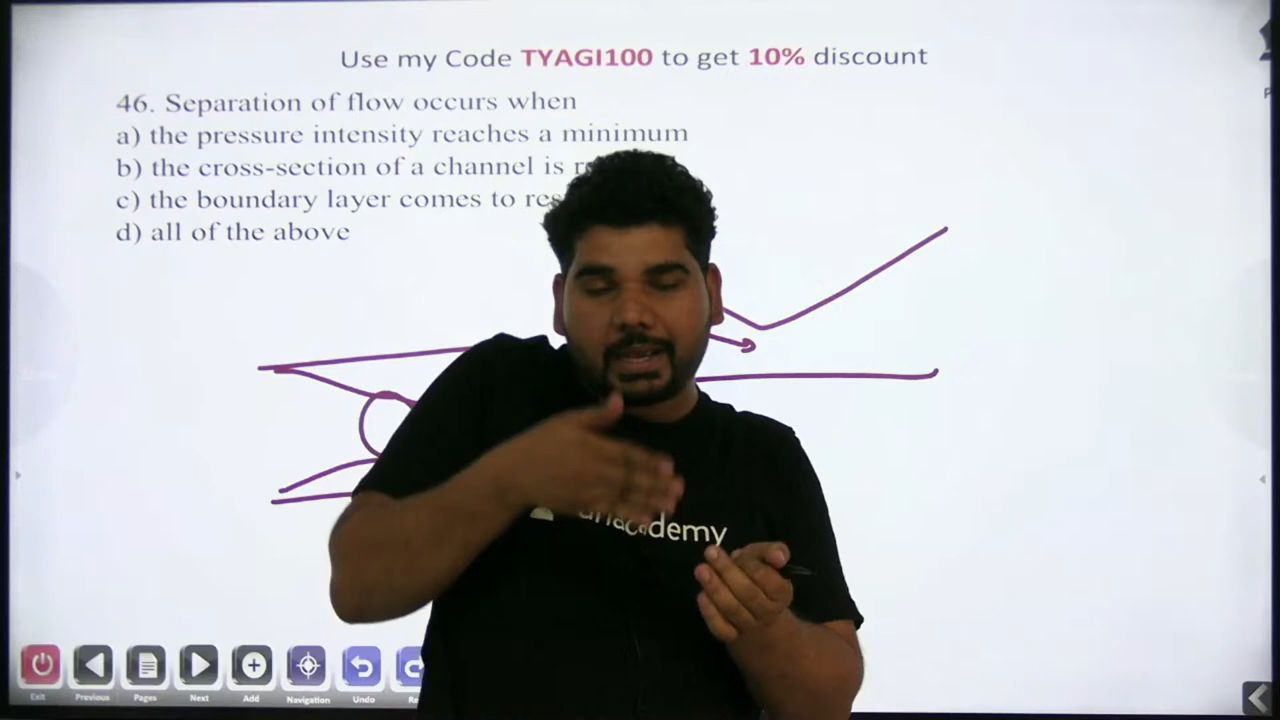 Use my Code TYAGI100 to get 10% discount
46. Separation of flow occurs when
a) the pressure intensity reaches a minimum
b) the cross-section of a channel is
c) the boundary layer comes to
d) all of the above
Exit Previous Pages Next Add Navigation Undo